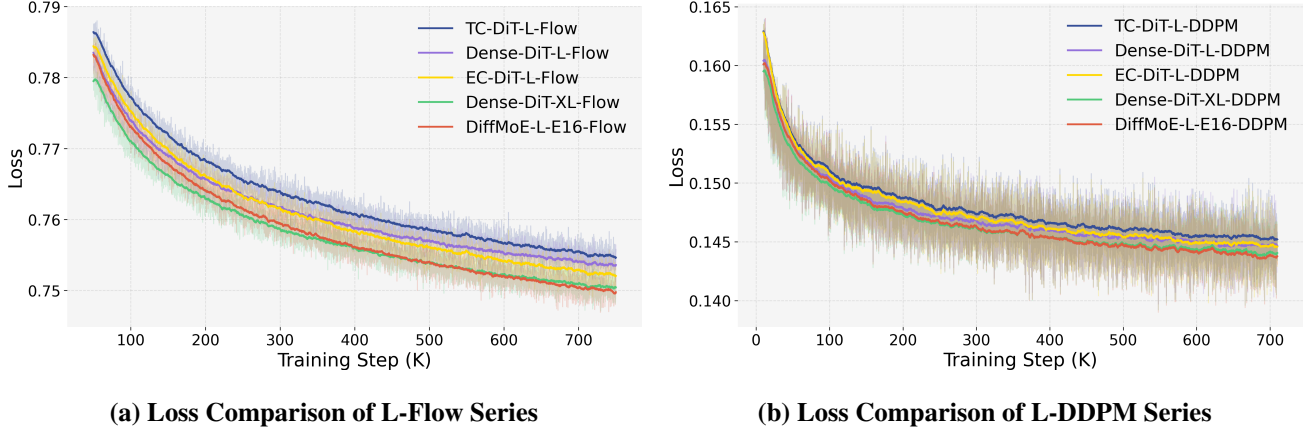 0.79
0.78
0.77
0.76
0.75
Loss
TC-DiT-L-Flow
Dense-DiT-L-Flow
EC-DiT-L-Flow
Dense-DiT-XL-Flow
DiffMoE-L-E16-Flow
100 200 300 400 500 600 700
Training Step (K)
(a) Loss Comparison of L-Flow Series
0.165
0.160
0.155
0.150
0.145
0.140
Loss
TC-DiT-L-DDPM
Dense-DiT-L-DDPM
EC-DiT-L-DDPM
Dense-DiT-XL-DDPM
DiffMoE-L-E16-DDPM
0 100 200 300 400 500 600 700
Training Step (K)
(b) Loss Comparison of L-DDPM Series